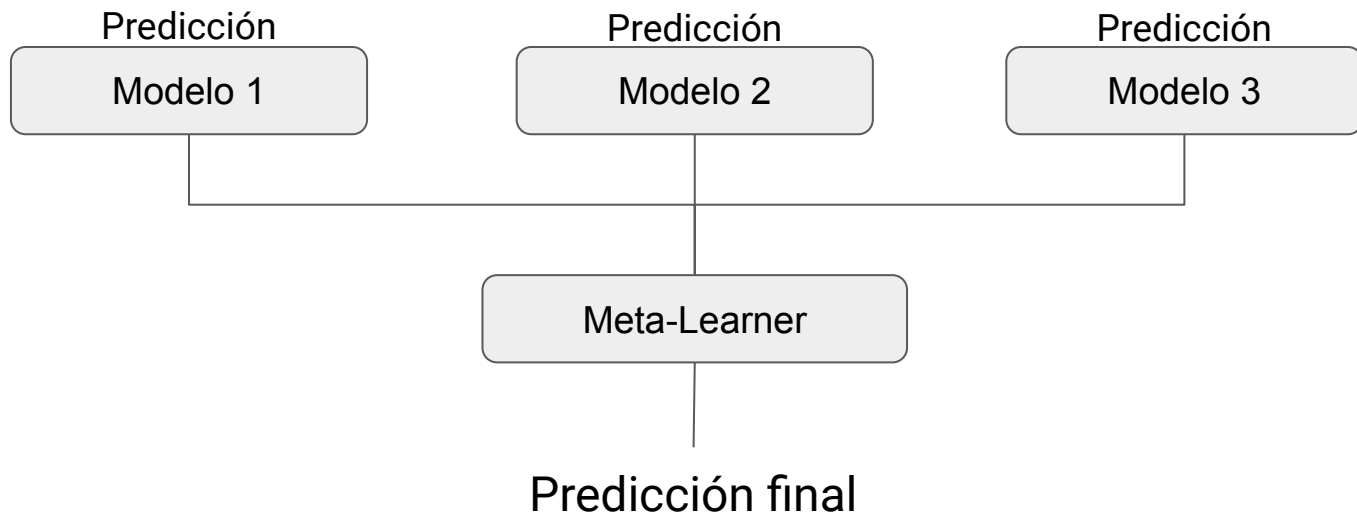 Predicción
Predicción
Predicción
Modelo 1
Modelo 2
Modelo 3
Meta-Learner
Predicción final